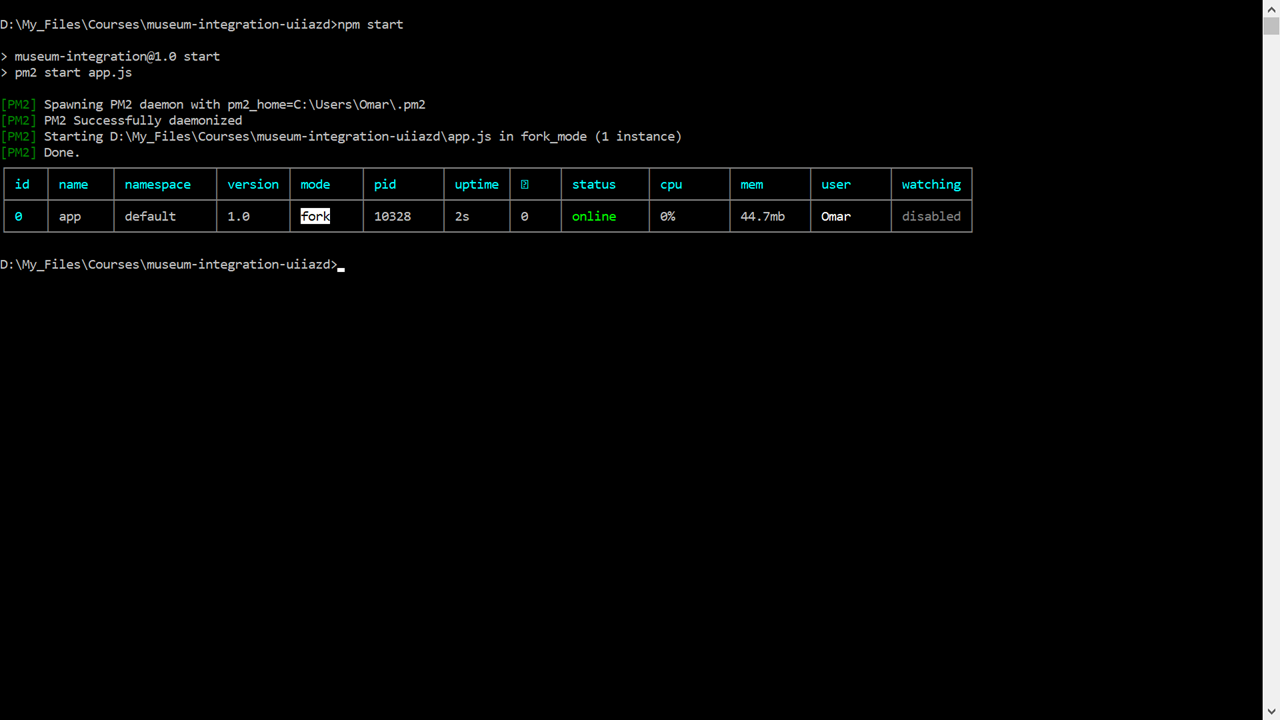 D:\My_Files\Courses\museum-integration-uiiazd>npm start
> museum-integration@1.0 start
> pm2 start app.js
[PM2] Spawning PM2 daemon with pm2_home=C:\Users\Omar\.pm2
[PM2] PM2 Successfully daemonized
[PM2] Starting D:\My_Files\Courses\museum-integration-uiiazd\app.js in fork_mode (1 instance)
[PM2] Done.
id name namespace version mode pid uptime status cpu mem user watching
0 app default 1.0 fork 10328 2s 0 online 0% 44.7mb Omar disabled
D:\My_Files\Courses\museum-integration-uiiazd>